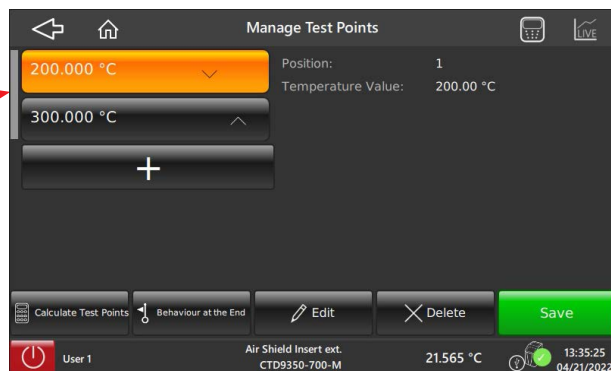 Manage Test Points
LIVE
200.000 °C
Position: 1
Temperature Value: 200.00 °C
300.000 °C
+
Calculate Test Points
Behaviour at the End
Edit
Delete
Save
User 1
Air Shield Insert ext.
CTD9350-700-M
21.565 °C
13:35:25
04/21/2022